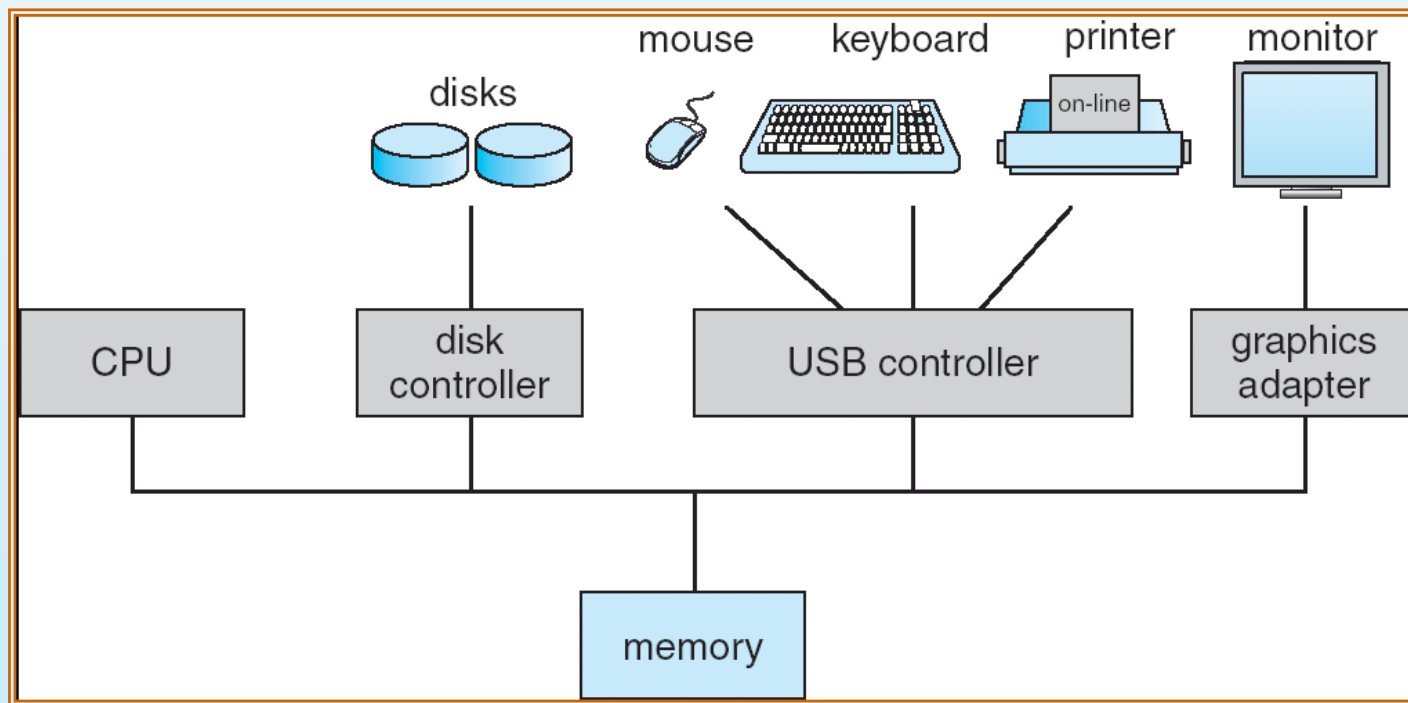 mouse
keyboard
printer
monitor
disks
on-line
CPU
disk
controller
USB controller
graphics
adapter
memory